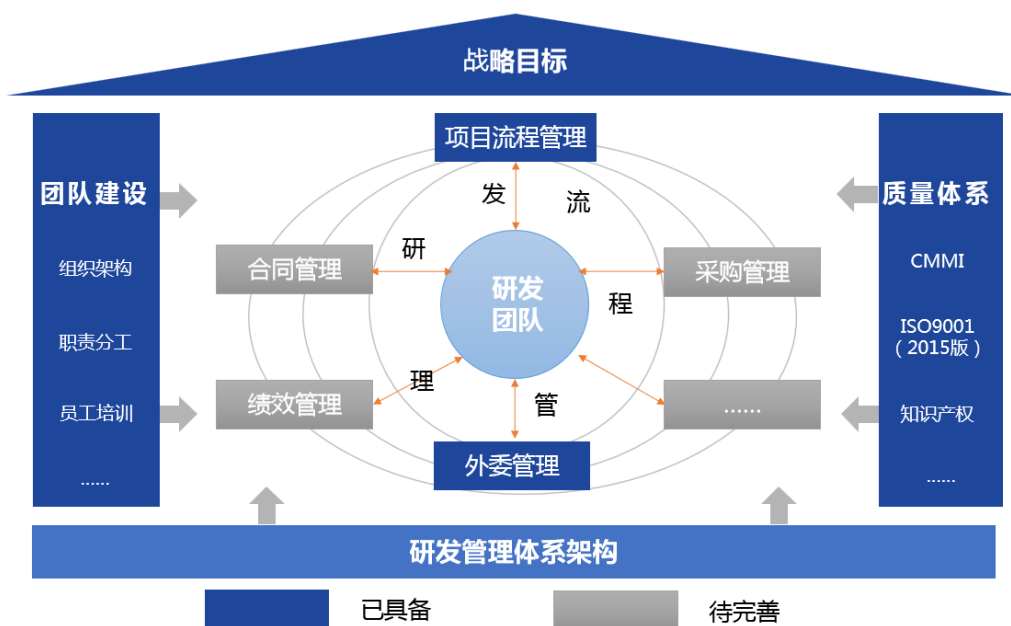 战略目标
团队建设
组织架构
职责分工
员工培训
......
项目流程管理
合同管理
采购管理
绩效管理
......
外委管理
研发
团队
研
发
流
程
管
理
质量体系
CMMI
ISO9001
（2015版）
知识产权
......
研发管理体系架构
已具备
待完善